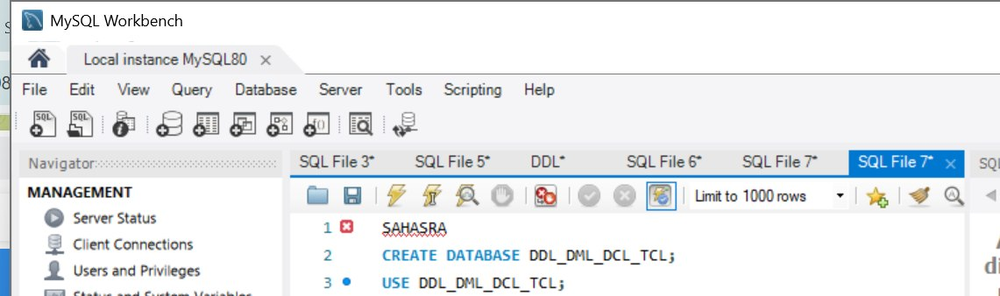 MySQL Workbench
Local instance MySQL80
File Edit View Query Database Server Tools Scripting Help
Navigator
SQL File 3* SQL File 5* DDL* SQL File 6* SQL File 7* SQL File 7*
MANAGEMENT
Server Status
Client Connections
Users and Privileges
Status and System Variables
Limit to 1000 rows
1 SAHASRA
2 CREATE DATABASE DDL_DML_DCL_TCL;
3 USE DDL_DML_DCL_TCL;